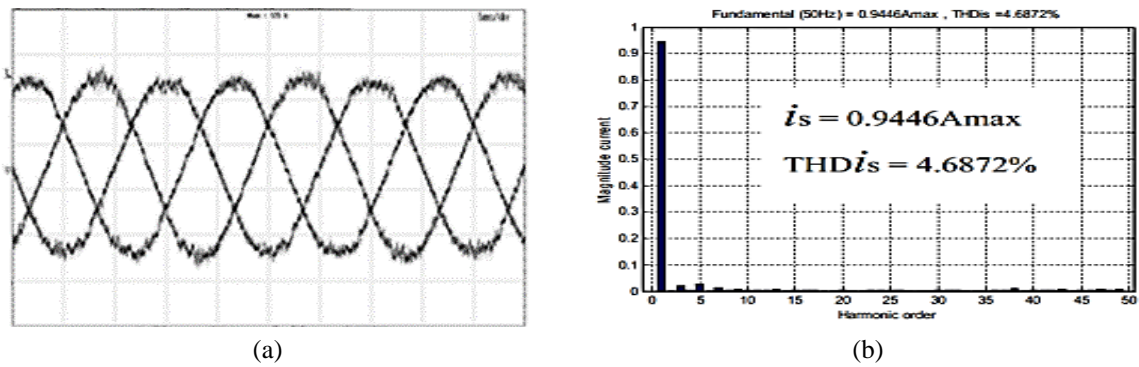 5ms/div
Fundamental (50Hz) = 0.9446Amax , THDis =4.6872%
Magnitude current
1
0.9
0.8
0.7
0.6
0.5
0.4
0.3
0.2
0.1
0
is = 0.9446Amax
THDis = 4.6872%
0 5 10 15 20 25 30 35 40 45 50
Harmonic order
(a) (b)